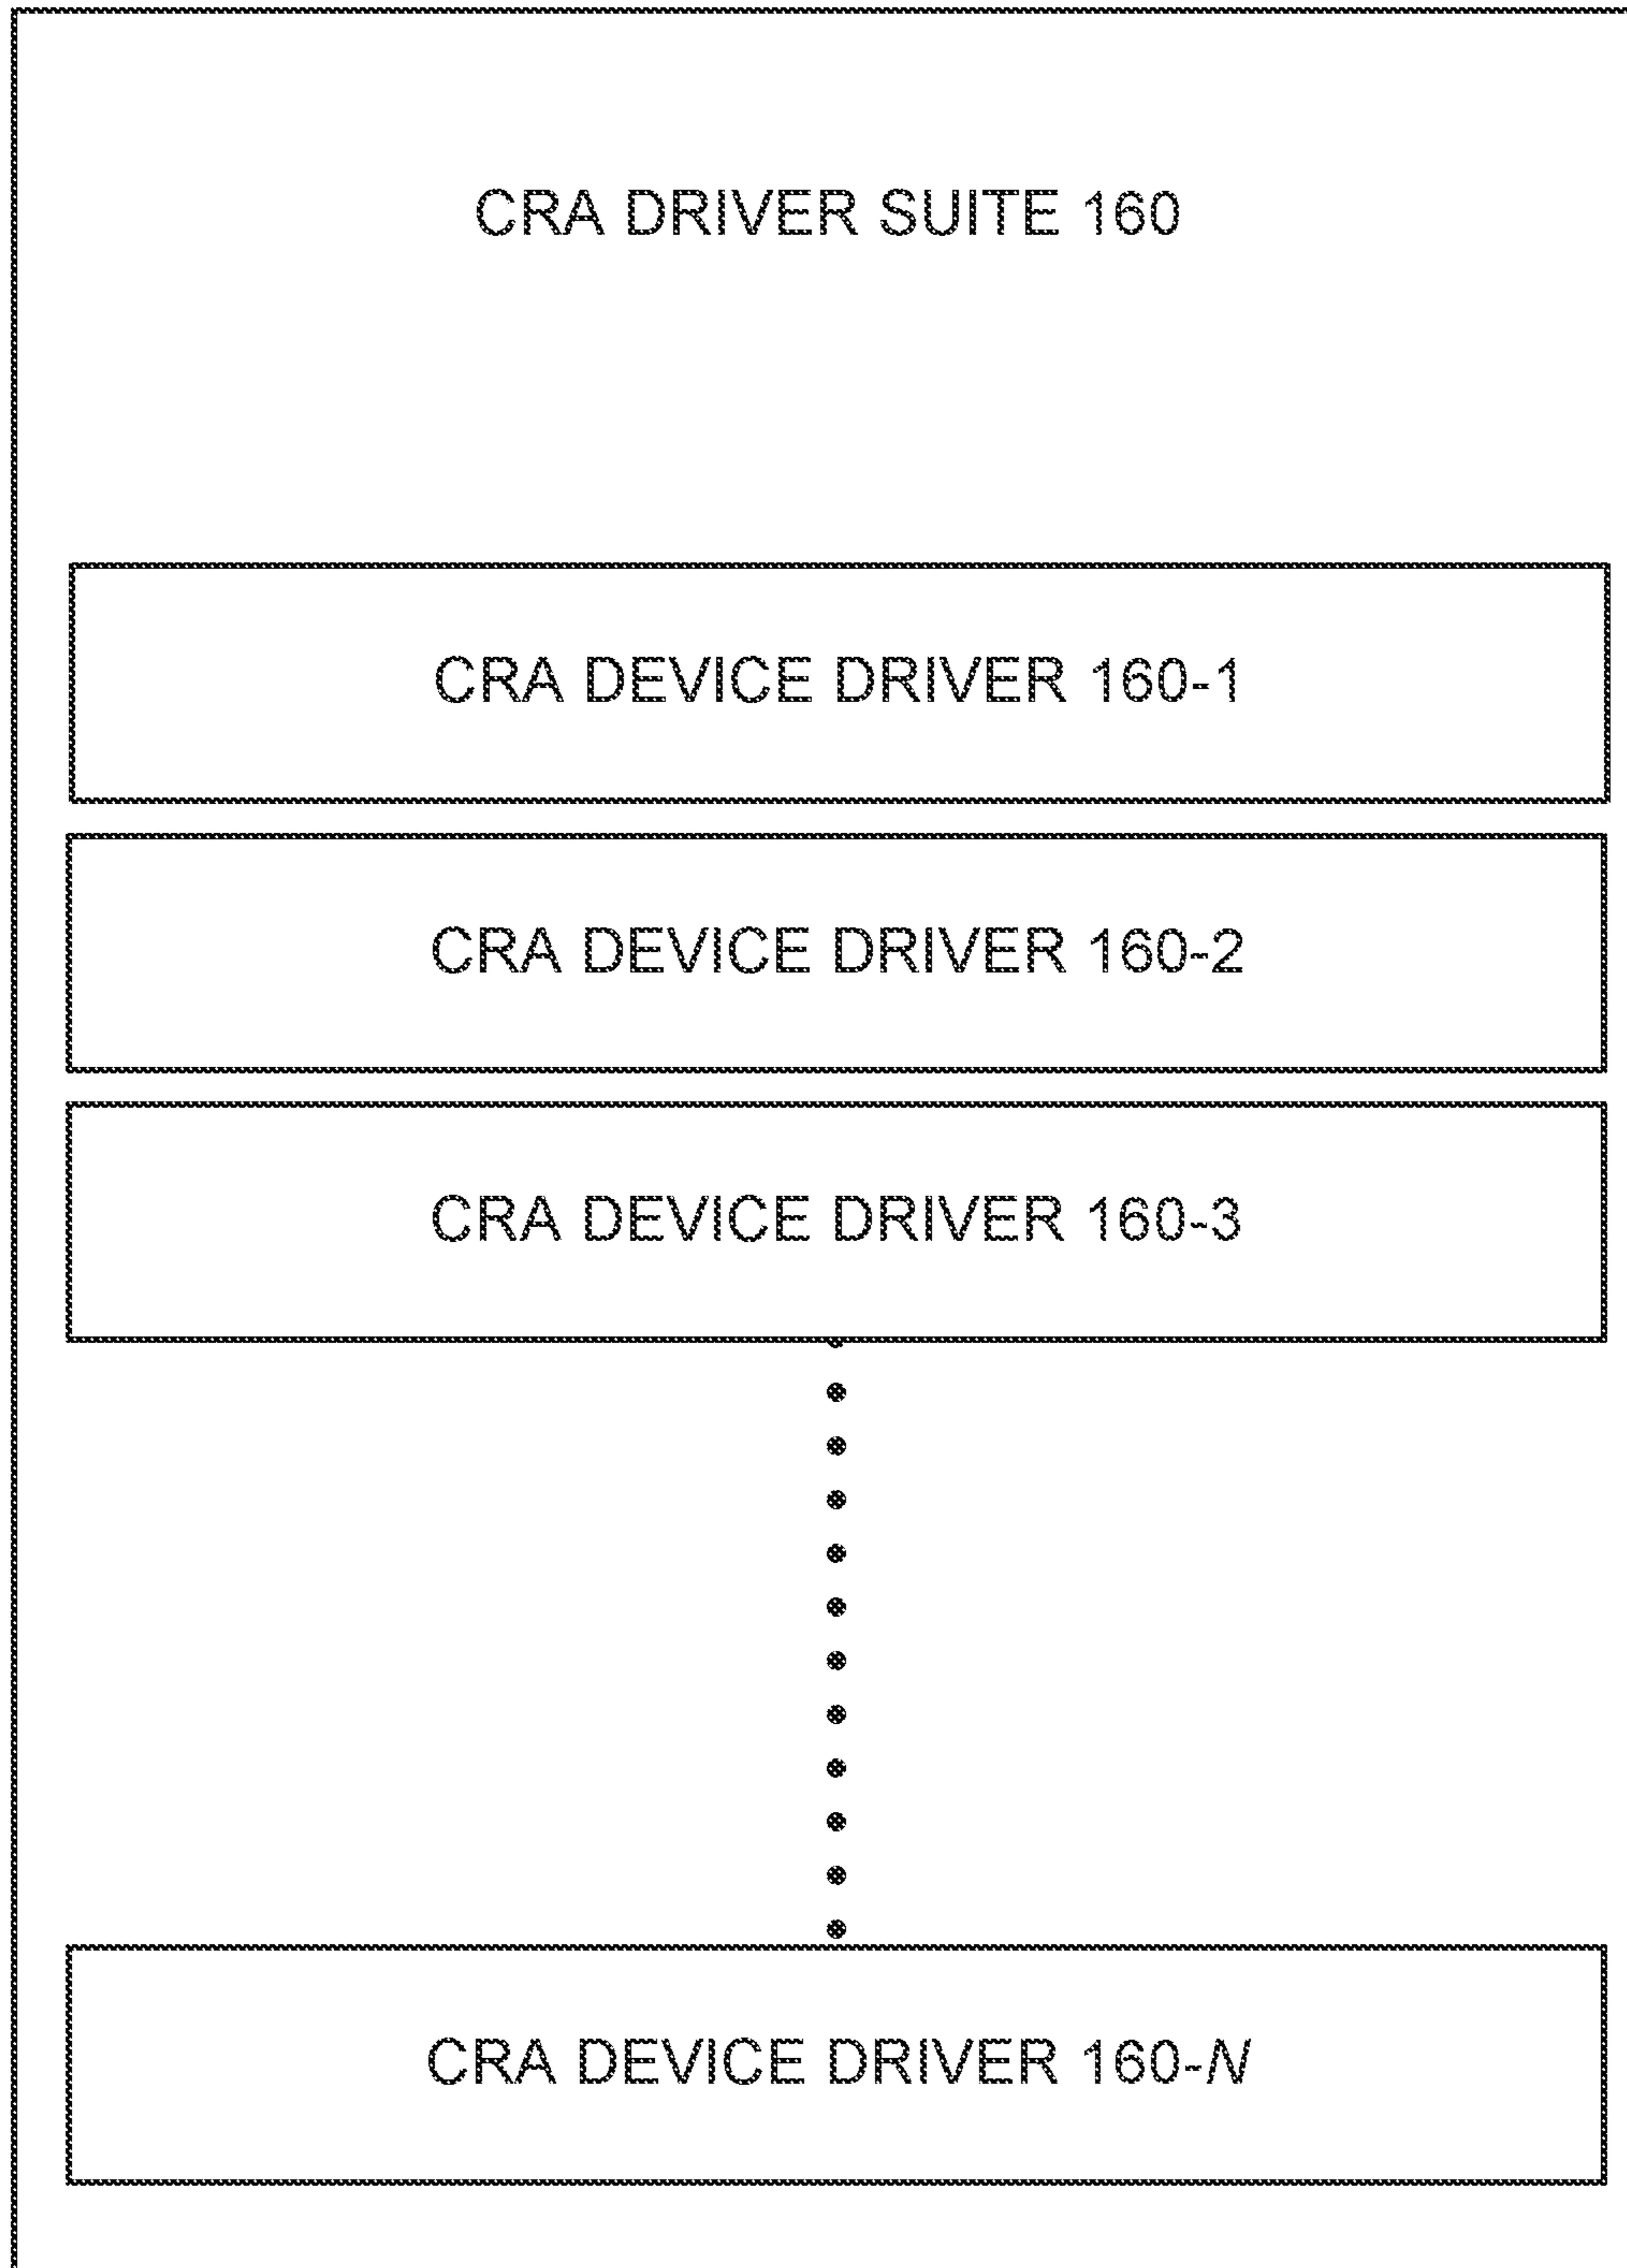 CRA DRIVER SUITE 160
CRA DEVICE DRIVER 160-1
CRA DEVICE DRIVER 160-2
CRA DEVICE DRIVER 160-3
CRA DEVICE DRIVER 160-N